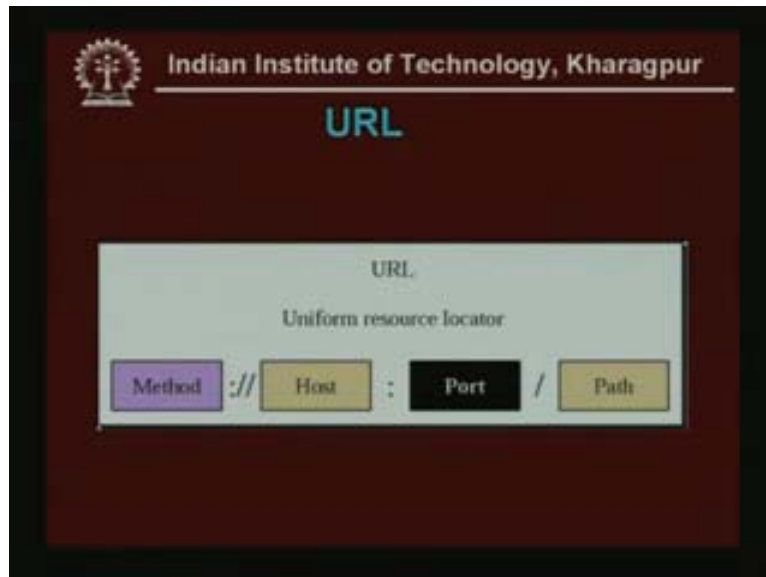 Indian Institute of Technology, Kharagpur
URL
URL
Uniform resource locator
Method :// Host : Port / Path